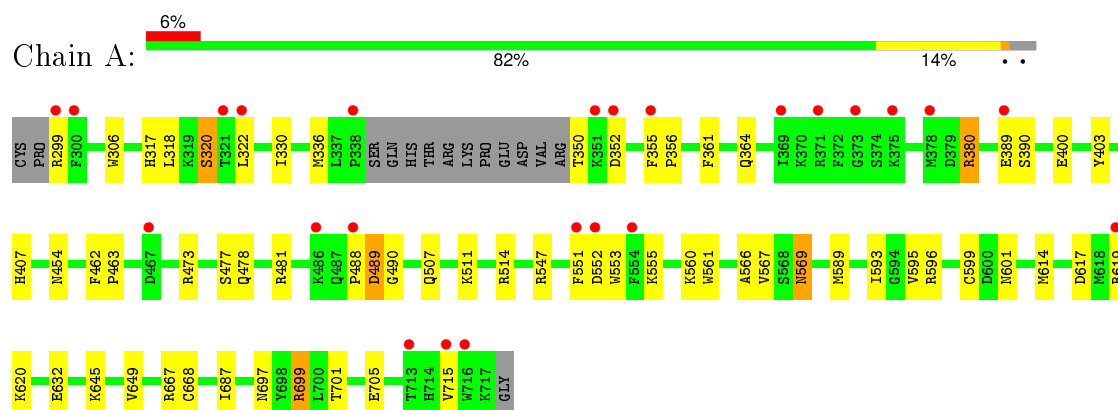 6%
Chain A:
82% 14% • •
CYS PRO R299 F300 W306 H317 L318 K319 S320 T321 L322 I330 M336 L337 P338 SER GLN HIS THR ARG LYS PRO GLU ASP VAL ARG T350 K351 D352 F355 P356 F361 Q364 I369 K370 R371 F372 G373 S374 K375 M378 D379 R380 E389 S390 E400 Y403
H407 N454 F462 P463 D467 R473 S477 Q478 R481 K486 Q487 P488 D489 G490 Q507 K511 R514 R547 F551 D552 W553 F554 K555 K560 W561 A566 V567 S568 N569 M589 I593 G594 V595 R596 C599 D600 N601 M614 D617 M618 R619
K620 E632 K645 V649 R667 C668 I687 N697 Y698 R699 L700 T701 E705 T713 H714 V715 W716 K717 GLY